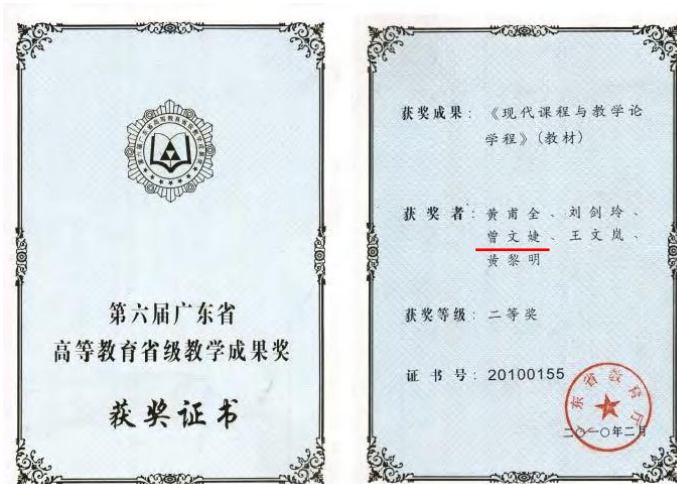 第六届广东省
高等教育省级教学成果奖
获奖证书
获奖成果：《现代课程与教学论
学程》（教材）
获奖者：黄甫全、刘剑玲、
曾文婕、王文岚、
黄黎明
获奖等级：二等奖
证书号：20100155
二〇一〇年二月